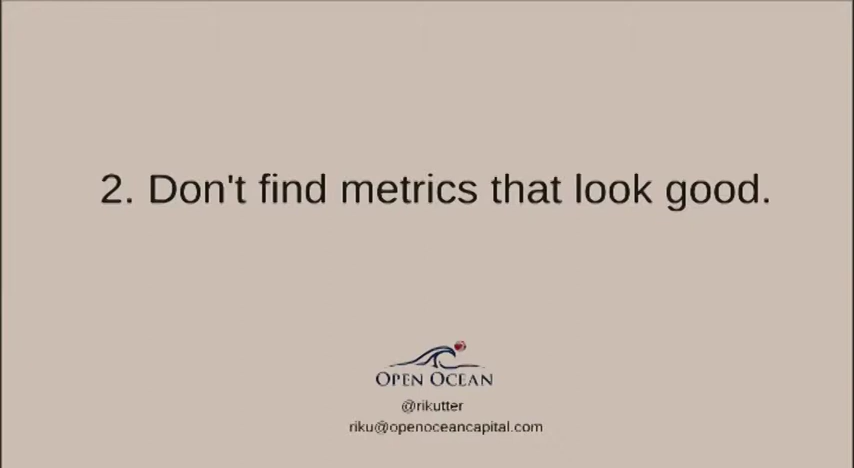 2. Don't find metrics that look good.
OPEN OCEAN
@rikutter
riku@openoceancapital.com